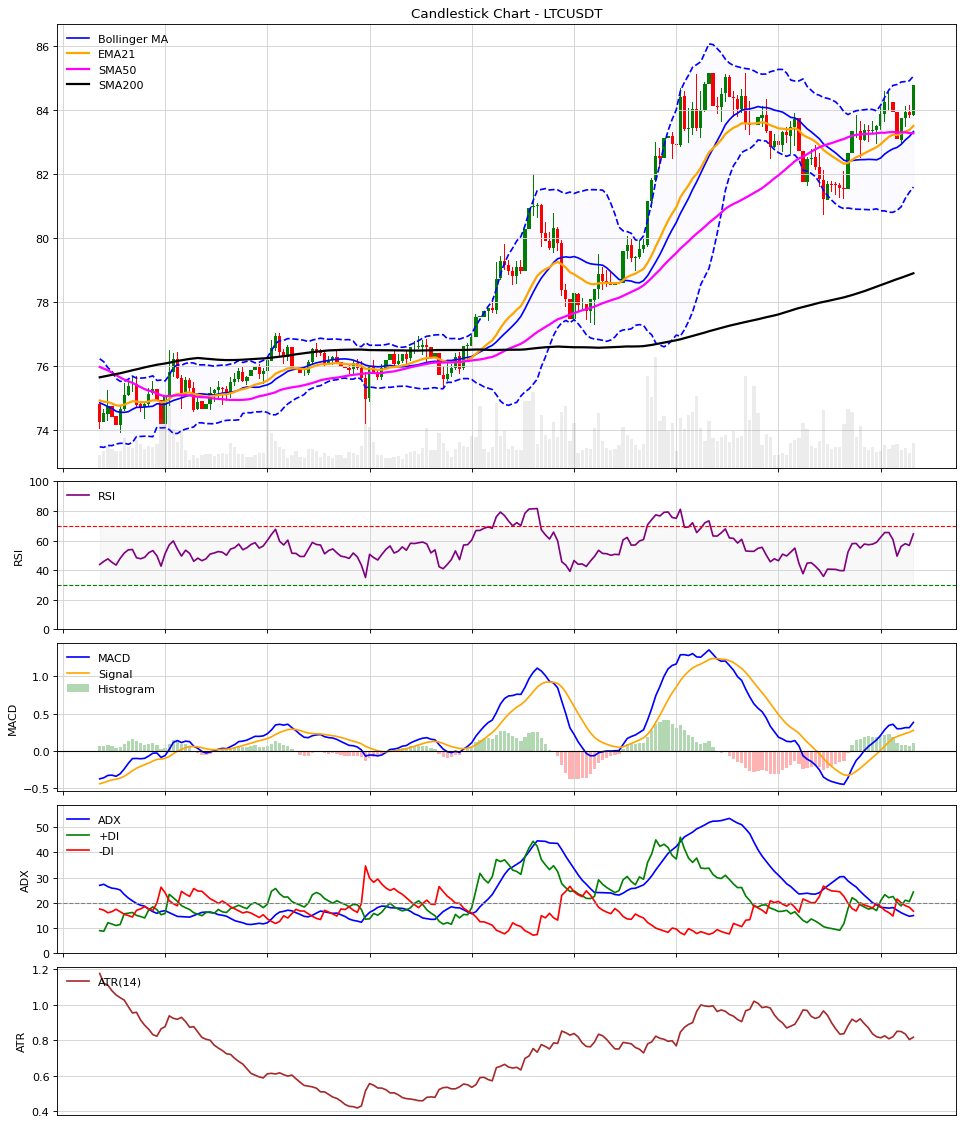 Candlestick Chart - LTCUSDT
Bollinger MA
EMA21
SMA50
SMA200
86
84
82
80
78
76
74
RSI
100
80
60
40
20
0
RSI
MACD
Signal
Histogram
1.0
0.5
0.0
−0.5
MACD
ADX
+DI
-DI
50
40
30
20
10
0
ADX
ATR(14)
1.2
1.0
0.8
0.6
0.4
ATR